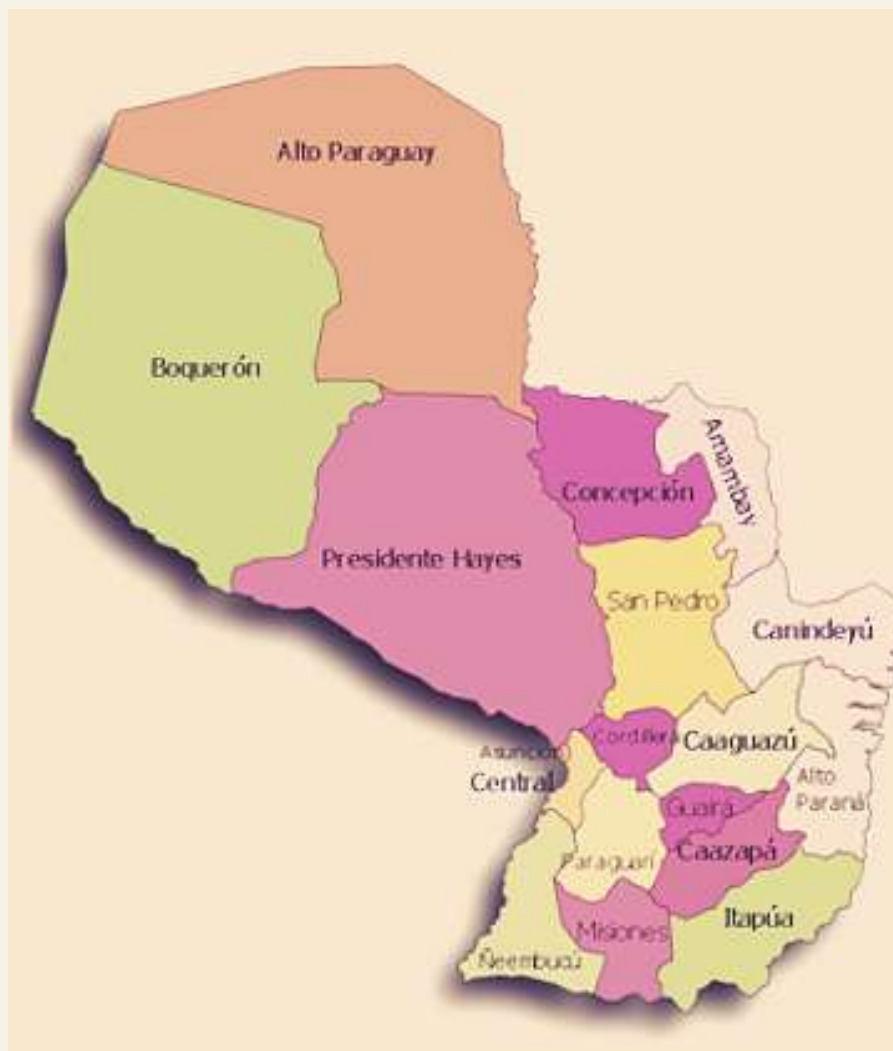 Alto Paraguay
Boquerón
Amambay
Concepción
Presidente Hayes
San Pedro
Canindeyú
Cordillera
Caaguazú
Asunción
Central
Alto
Paraná
Guairá
Caazapá
Paraguarí
Itapúa
Misiones
Ñeembucú